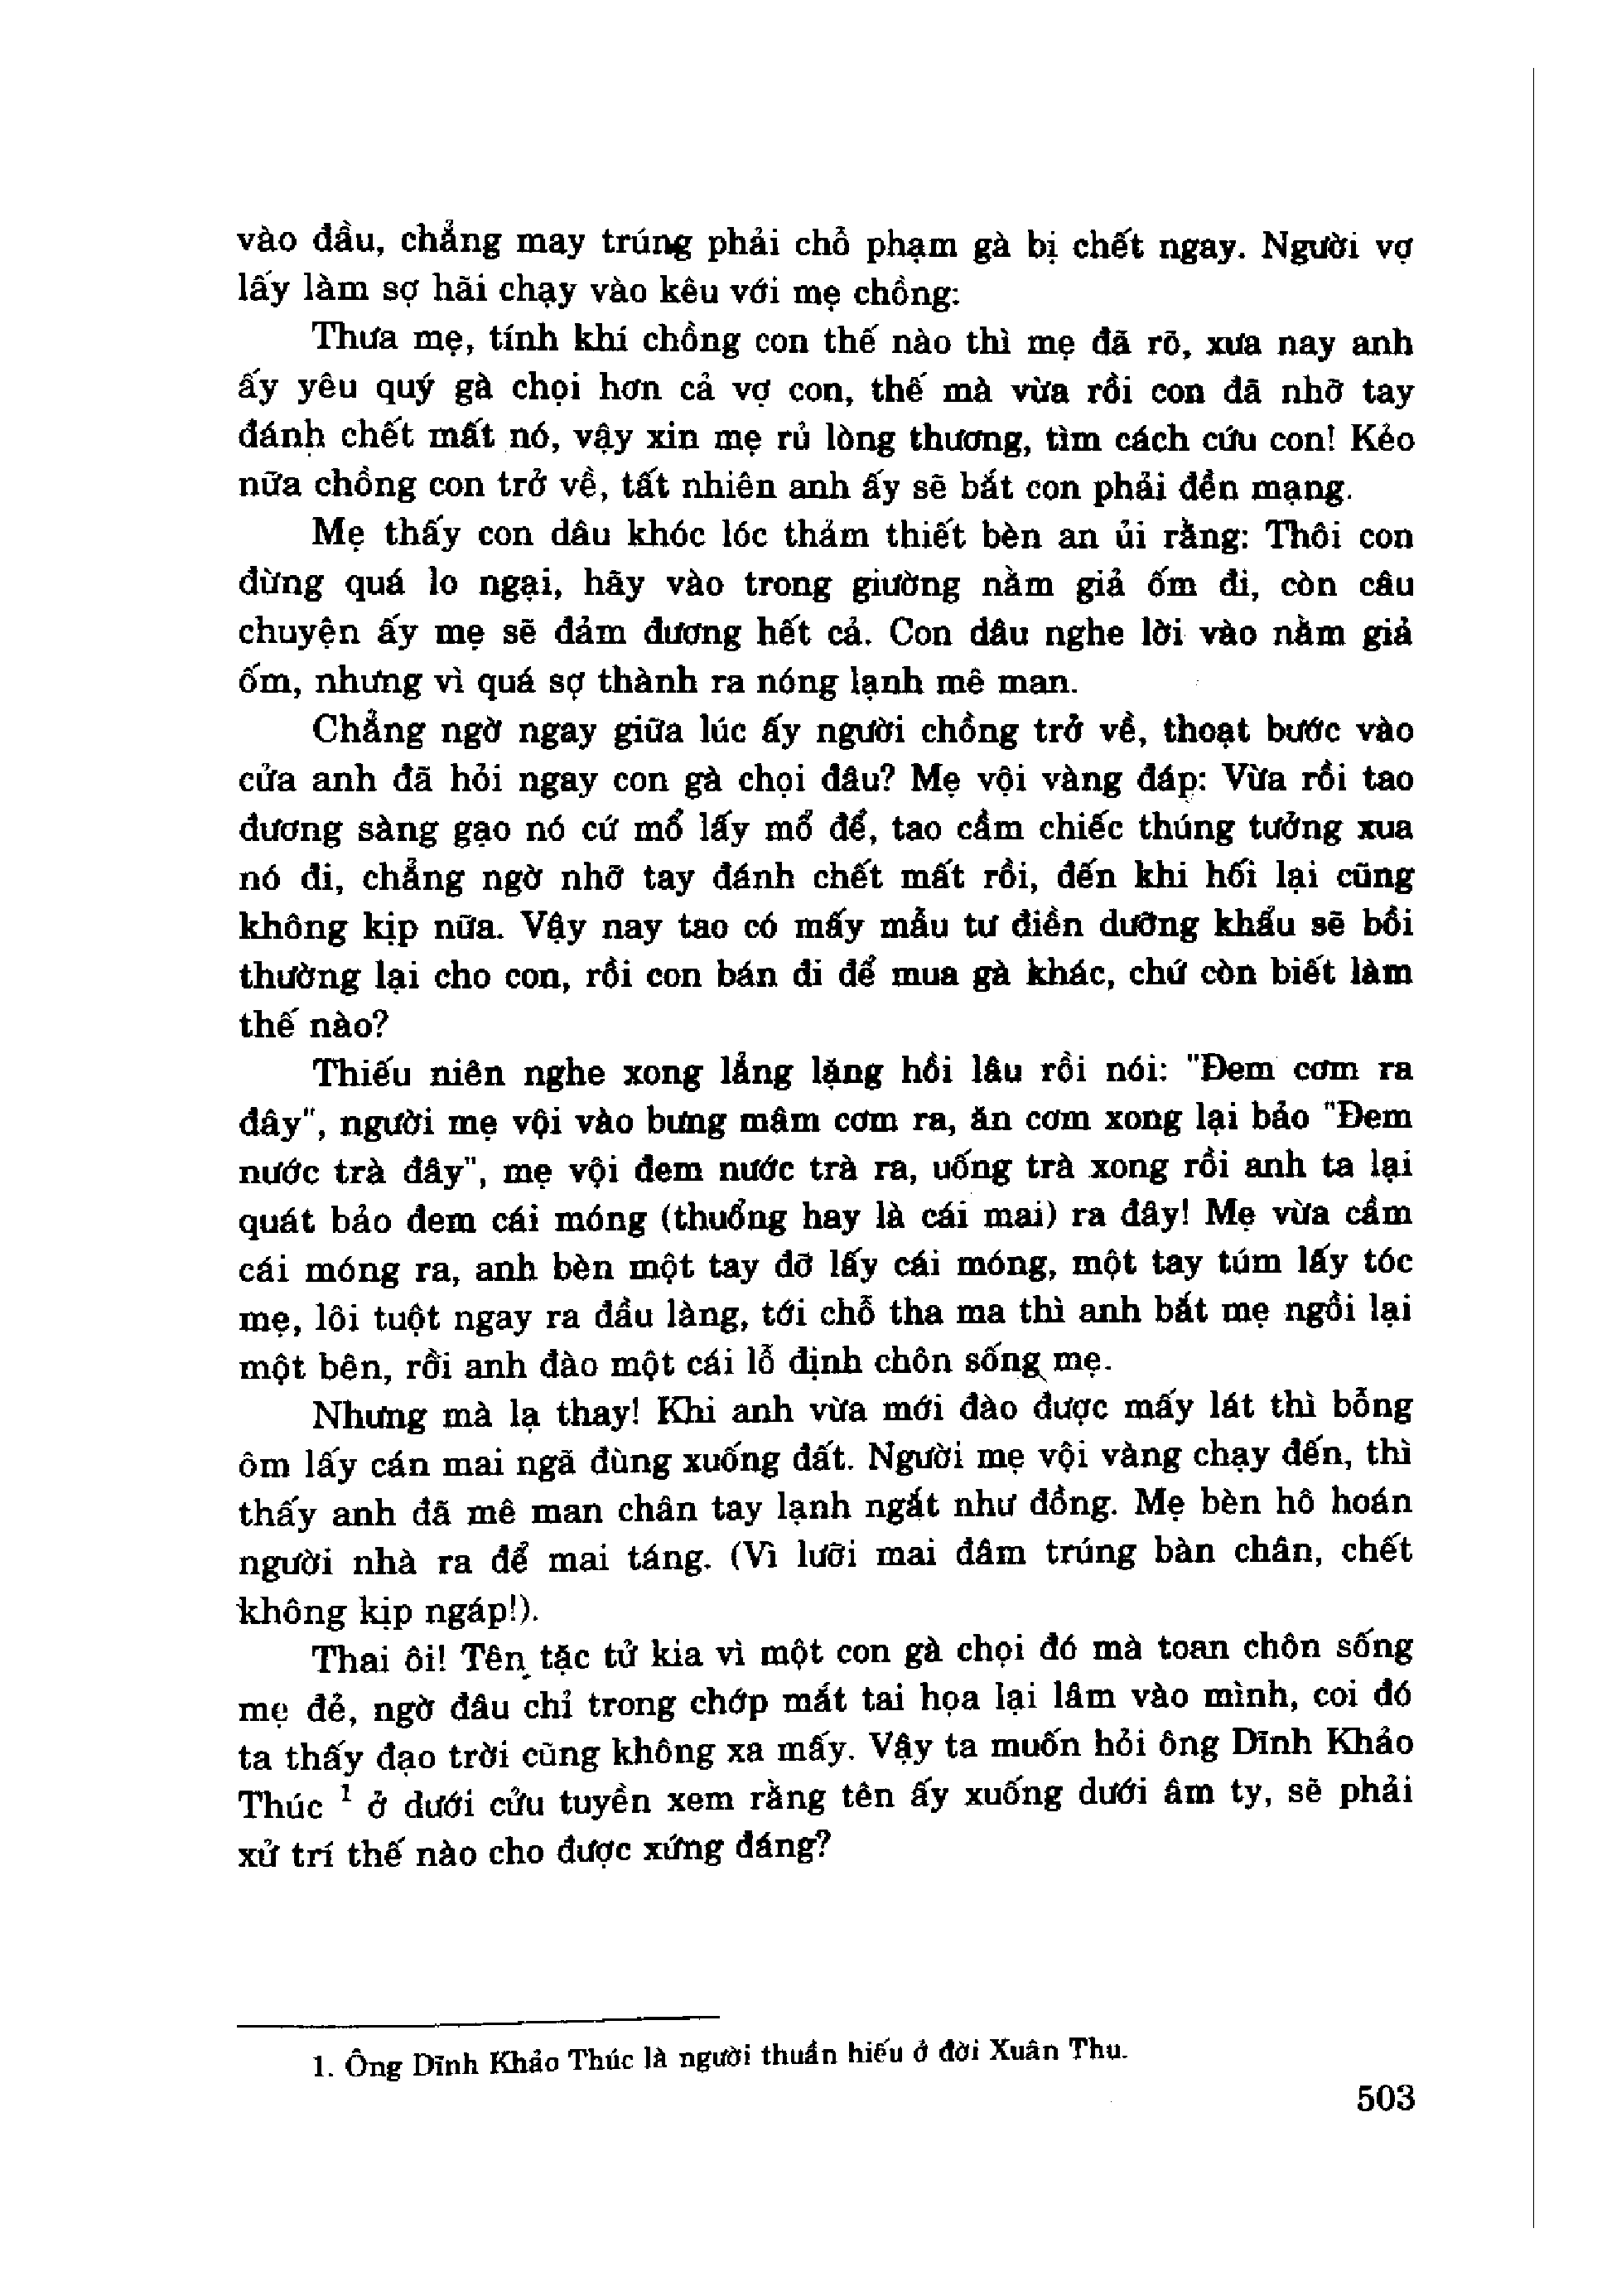 vào đầu, chẳng may trúng phải chỗ phạm gà bị chết ngay. Người vợ
lấy làm sợ hãi chạy vào kêu với mẹ chồng:
Thưa mẹ, tính khí chồng con thế nào thì mẹ đã rõ, xưa nay anh
ấy yêu quý gà chọi hơn cả vợ con, thế mà vừa rồi con đã nhỡ tay
đánh chết mất nó, vậy xin mẹ rủ lòng thương, tìm cách cứu con! Kẻo
nữa chồng con trở về, tất nhiên anh ấy sẽ bắt con phải đền mạng.
Mẹ thấy con dâu khóc lóc thảm thiết bèn an ủi rằng: Thôi con
đừng quá lo ngại, hãy vào trong giường nằm giả ốm đi, còn câu
chuyện ấy mẹ sẽ đảm đương hết cả. Con dâu nghe lời vào nằm giả
ốm, nhưng vì quá sợ thành ra nóng lạnh mê man.
Chẳng ngờ ngay giữa lúc ấy người chồng trở về, thoạt bước vào
cửa anh đã hỏi ngay con gà chọi đâu? Mẹ vội vàng đáp: Vừa rồi tao
đương sàng gạo nó cứ mổ lấy mổ để, tao cầm chiếc thúng tưởng xua
nó đi, chẳng ngờ nhỡ tay đánh chết mất rồi, đến khi hối lại cũng
không kịp nữa. Vậy nay tao có mấy mẫu tư điền dưỡng khẩu sẽ bồi
thường lại cho con, rồi con bán đi để mua gà khác, chứ còn biết làm
thế nào?
Thiếu niên nghe xong lẳng lặng hồi lâu rồi nói: "Đem cơm ra
đây", người mẹ vội vào bưng mâm cơm ra, ăn cơm xong lại bảo "Đem
nước trà đây", mẹ vội đem nước trà ra, uống trà xong rồi anh ta lại
quát bảo đem cái móng (thuổng hay là cái mai) ra đây! Mẹ vừa cầm
cái móng ra, anh bèn một tay đỡ lấy cái móng, một tay túm lấy tóc
mẹ, lôi tuột ngay ra đầu làng, tới chỗ tha ma thì anh bắt mẹ ngồi lại
một bên, rồi anh đào một cái lỗ định chôn sống mẹ.
Nhưng mà lạ thay! Khi anh vừa mới đào được mấy lát thì bỗng
ôm lấy cán mai ngã đùng xuống đất. Người mẹ vội vàng chạy đến, thì
thấy anh đã mê man chân tay lạnh ngắt như đồng. Mẹ bèn hô hoán
người nhà ra để mai táng. (Vì lưỡi mai đâm trúng bàn chân, chết
không kịp ngáp!).
Thai ôi! Tên tặc tử kia vì một con gà chọi đó mà toan chôn sống
mẹ đẻ, ngờ đâu chỉ trong chớp mắt tai họa lại lâm vào mình, coi đó
ta thấy đạo trời cũng không xa mấy. Vậy ta muốn hỏi ông Dĩnh Khảo
Thúc ¹ ở dưới cửu tuyền xem rằng tên ấy xuống dưới âm ty, sẽ phải
xử trí thế nào cho được xứng đáng?
1. Ông Dĩnh Khảo Thúc là người thuần hiếu ở đời Xuân Thu.
503